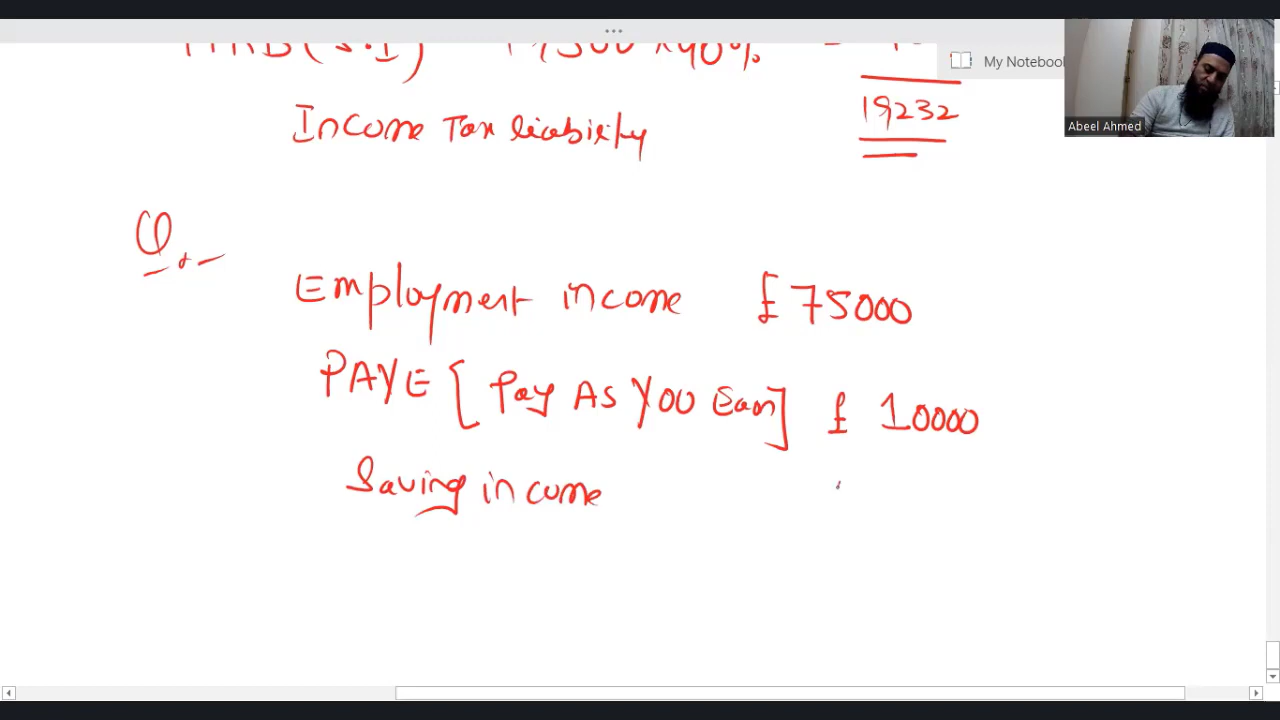 My Notebook
19232
Income Tax liability
Abeel Ahmed
Q.
Employment income £75000
PAYE [Pay As You Earn] £ 10000
Saving income